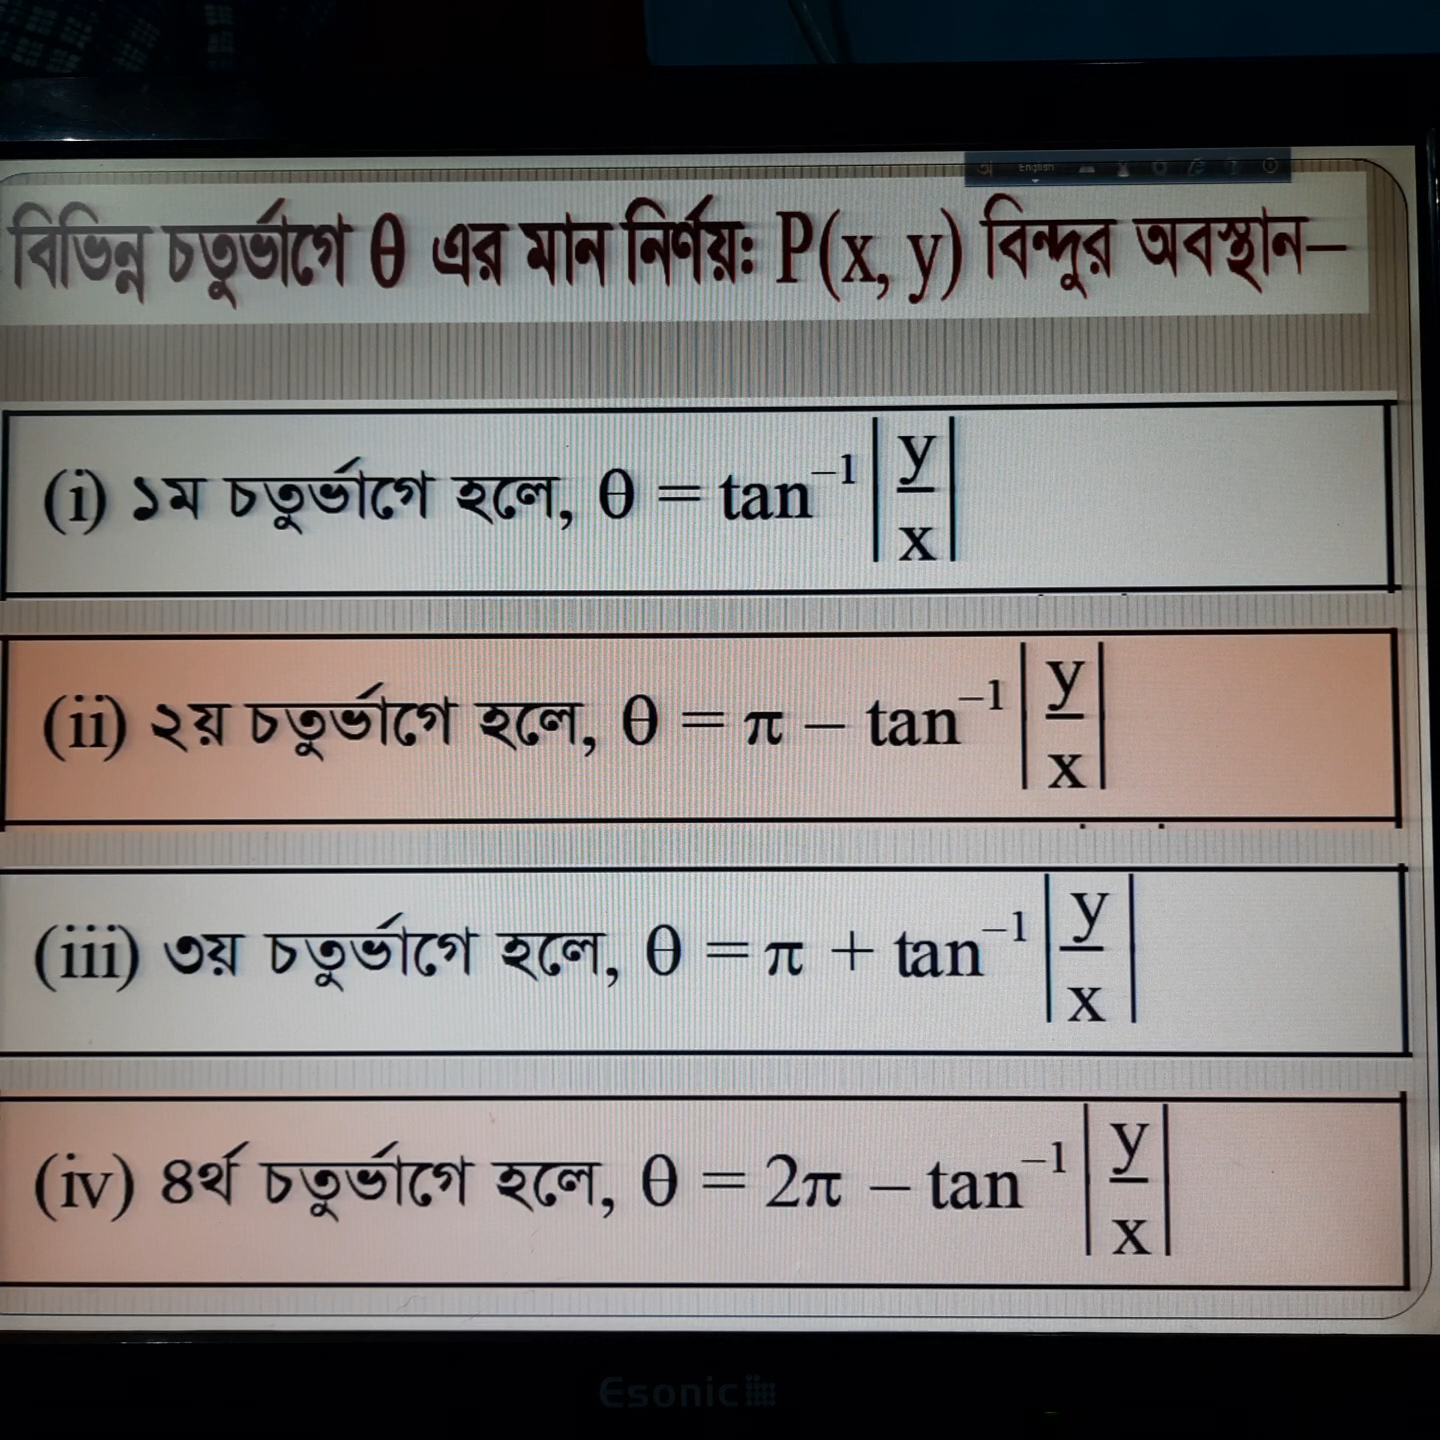 English
বিভিন্ন চতুর্ভাগে θ এর মান নির্ণয়ঃ P(x, y) বিন্দুর অবস্থান–
(i) ১ম চতুর্ভাগে হলে, θ = tan⁻¹ |y/x|
(ii) ২য় চতুর্ভাগে হলে, θ = π – tan⁻¹ |y/x|
(iii) ৩য় চতুর্ভাগে হলে, θ = π + tan⁻¹ |y/x|
(iv) ৪র্থ চতুর্ভাগে হলে, θ = 2π – tan⁻¹ |y/x|
Esonic